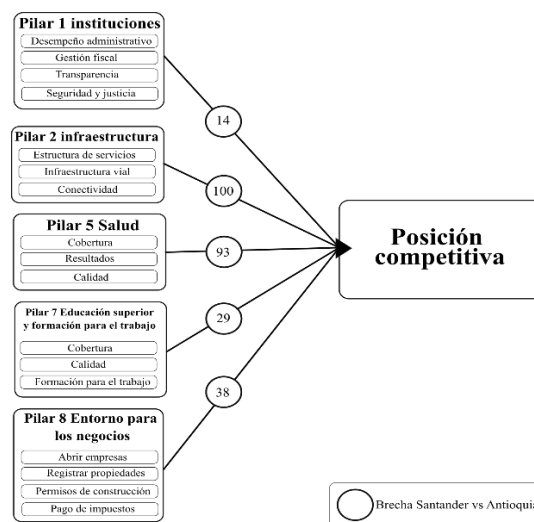 Pilar 1 instituciones
Desempeño administrativo
Gestión fiscal
Transparencia
Seguridad y justicia
14
Pilar 2 infraestructura
Estructura de servicios
Infraestructura vial
Conectividad
100
Pilar 5 Salud
Cobertura
Resultados
Calidad
93
Pilar 7 Educación superior
y formación para el trabajo
Cobertura
Calidad
Formación para el trabajo
29
Pilar 8 Entorno para
los negocios
Abrir empresas
Registrar propiedades
Permisos de construcción
Pago de impuestos
38
Posición
competitiva
Brecha Santander vs Antioquia